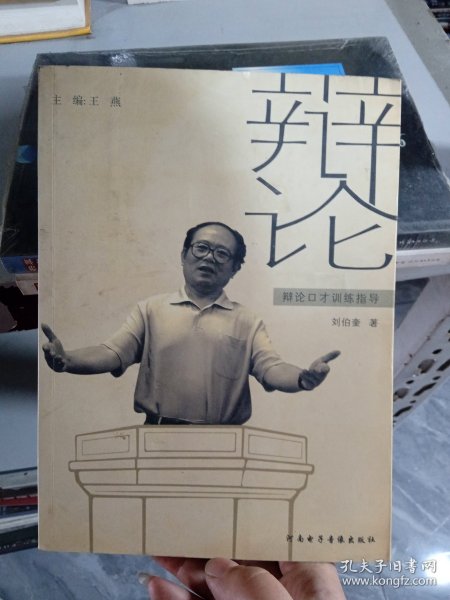 主 编:王 燕
辩论
辩论口才训练指导
刘伯奎 著
河南电子音像出版社
孔夫子旧书网
www.kongfz.com